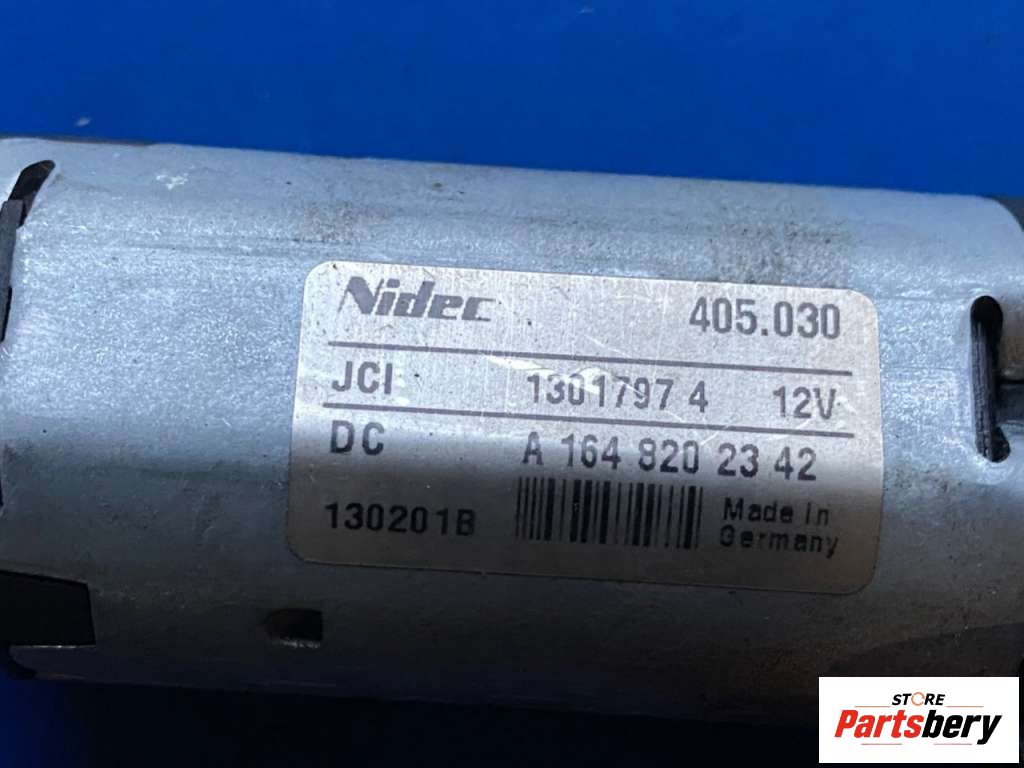 Nidec 405.030
JCI 1301797 4 12V
DC A 164 820 23 42
130201B Made in
Germany
STORE
Partsbery